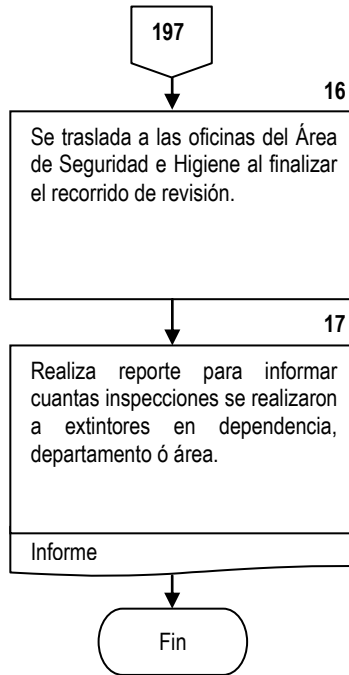 197
16
Se traslada a las oficinas del Área
de Seguridad e Higiene al finalizar
el recorrido de revisión.
17
Realiza reporte para informar
cuantas inspecciones se realizaron
a extintores en dependencia,
departamento ó área.
Informe
Fin